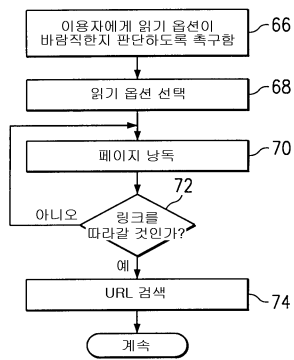 이용자에게 읽기 옵션이
바람직한지 판단하도록 촉구함
66
읽기 옵션 선택
68
페이지 낭독
70
72
링크를
따라갈 것인가?
아니오
예
URL 검색
74
계속